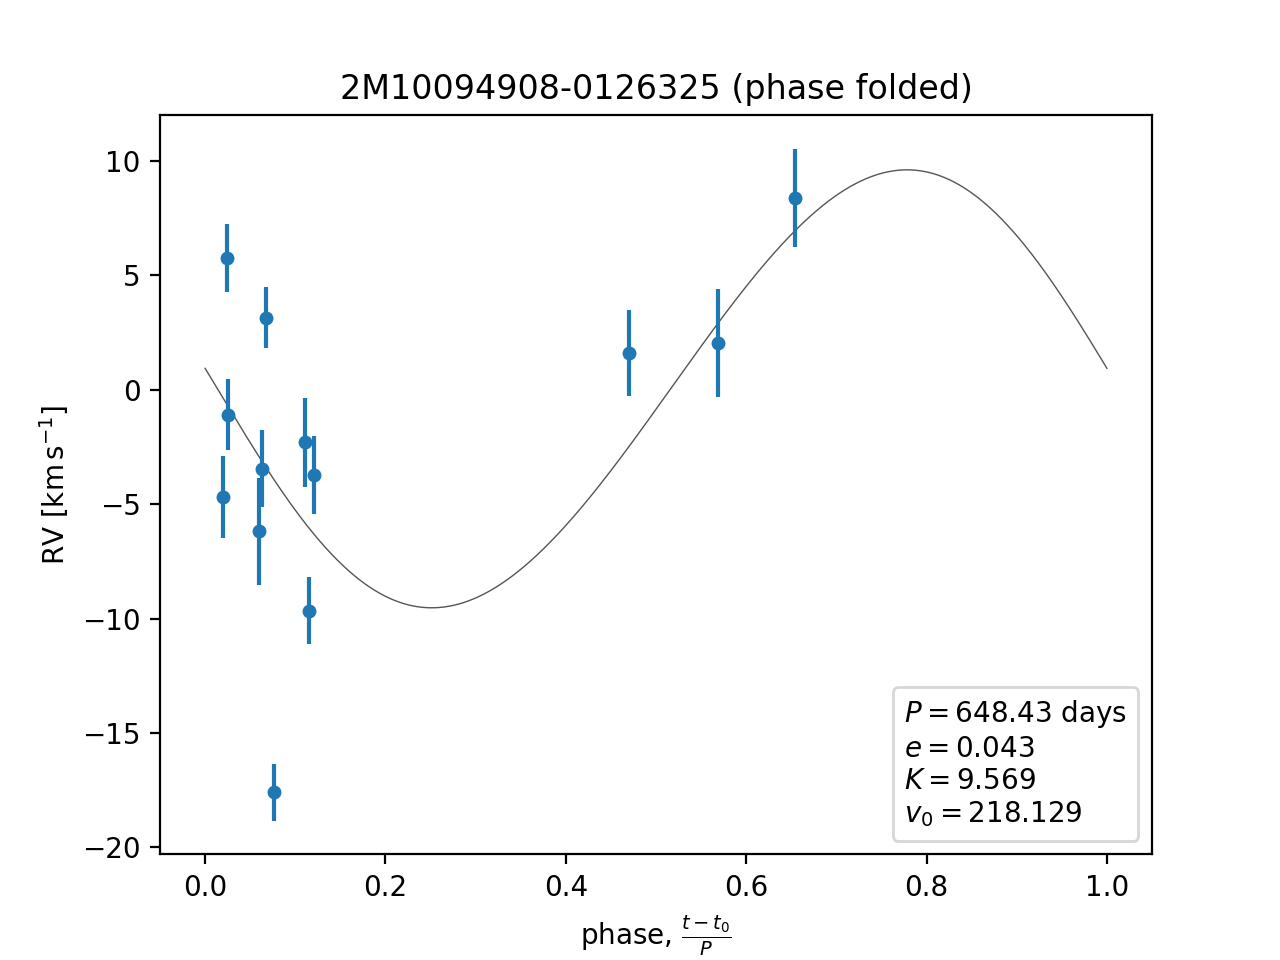 2M10094908-0126325 (phase folded)
10
5
0
−5
−10
−15
−20
RV [km s⁻¹]
P = 648.43 days
e = 0.043
K = 9.569
v₀ = 218.129
0.0 0.2 0.4 0.6 0.8 1.0
phase, (t − t₀)/P